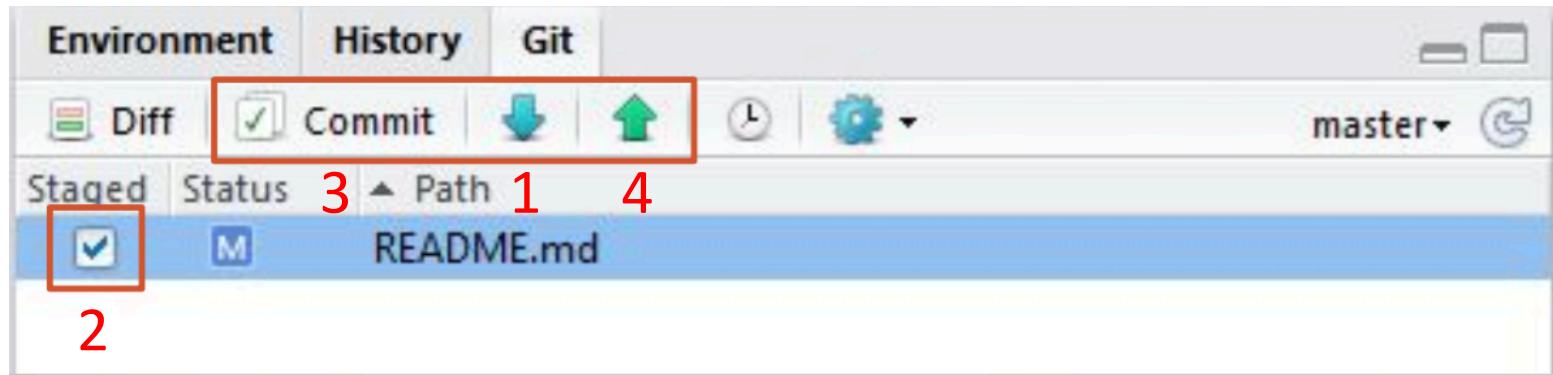 Environment History Git
Diff Commit master
Staged Status 3 Path 1 4
M README.md
2